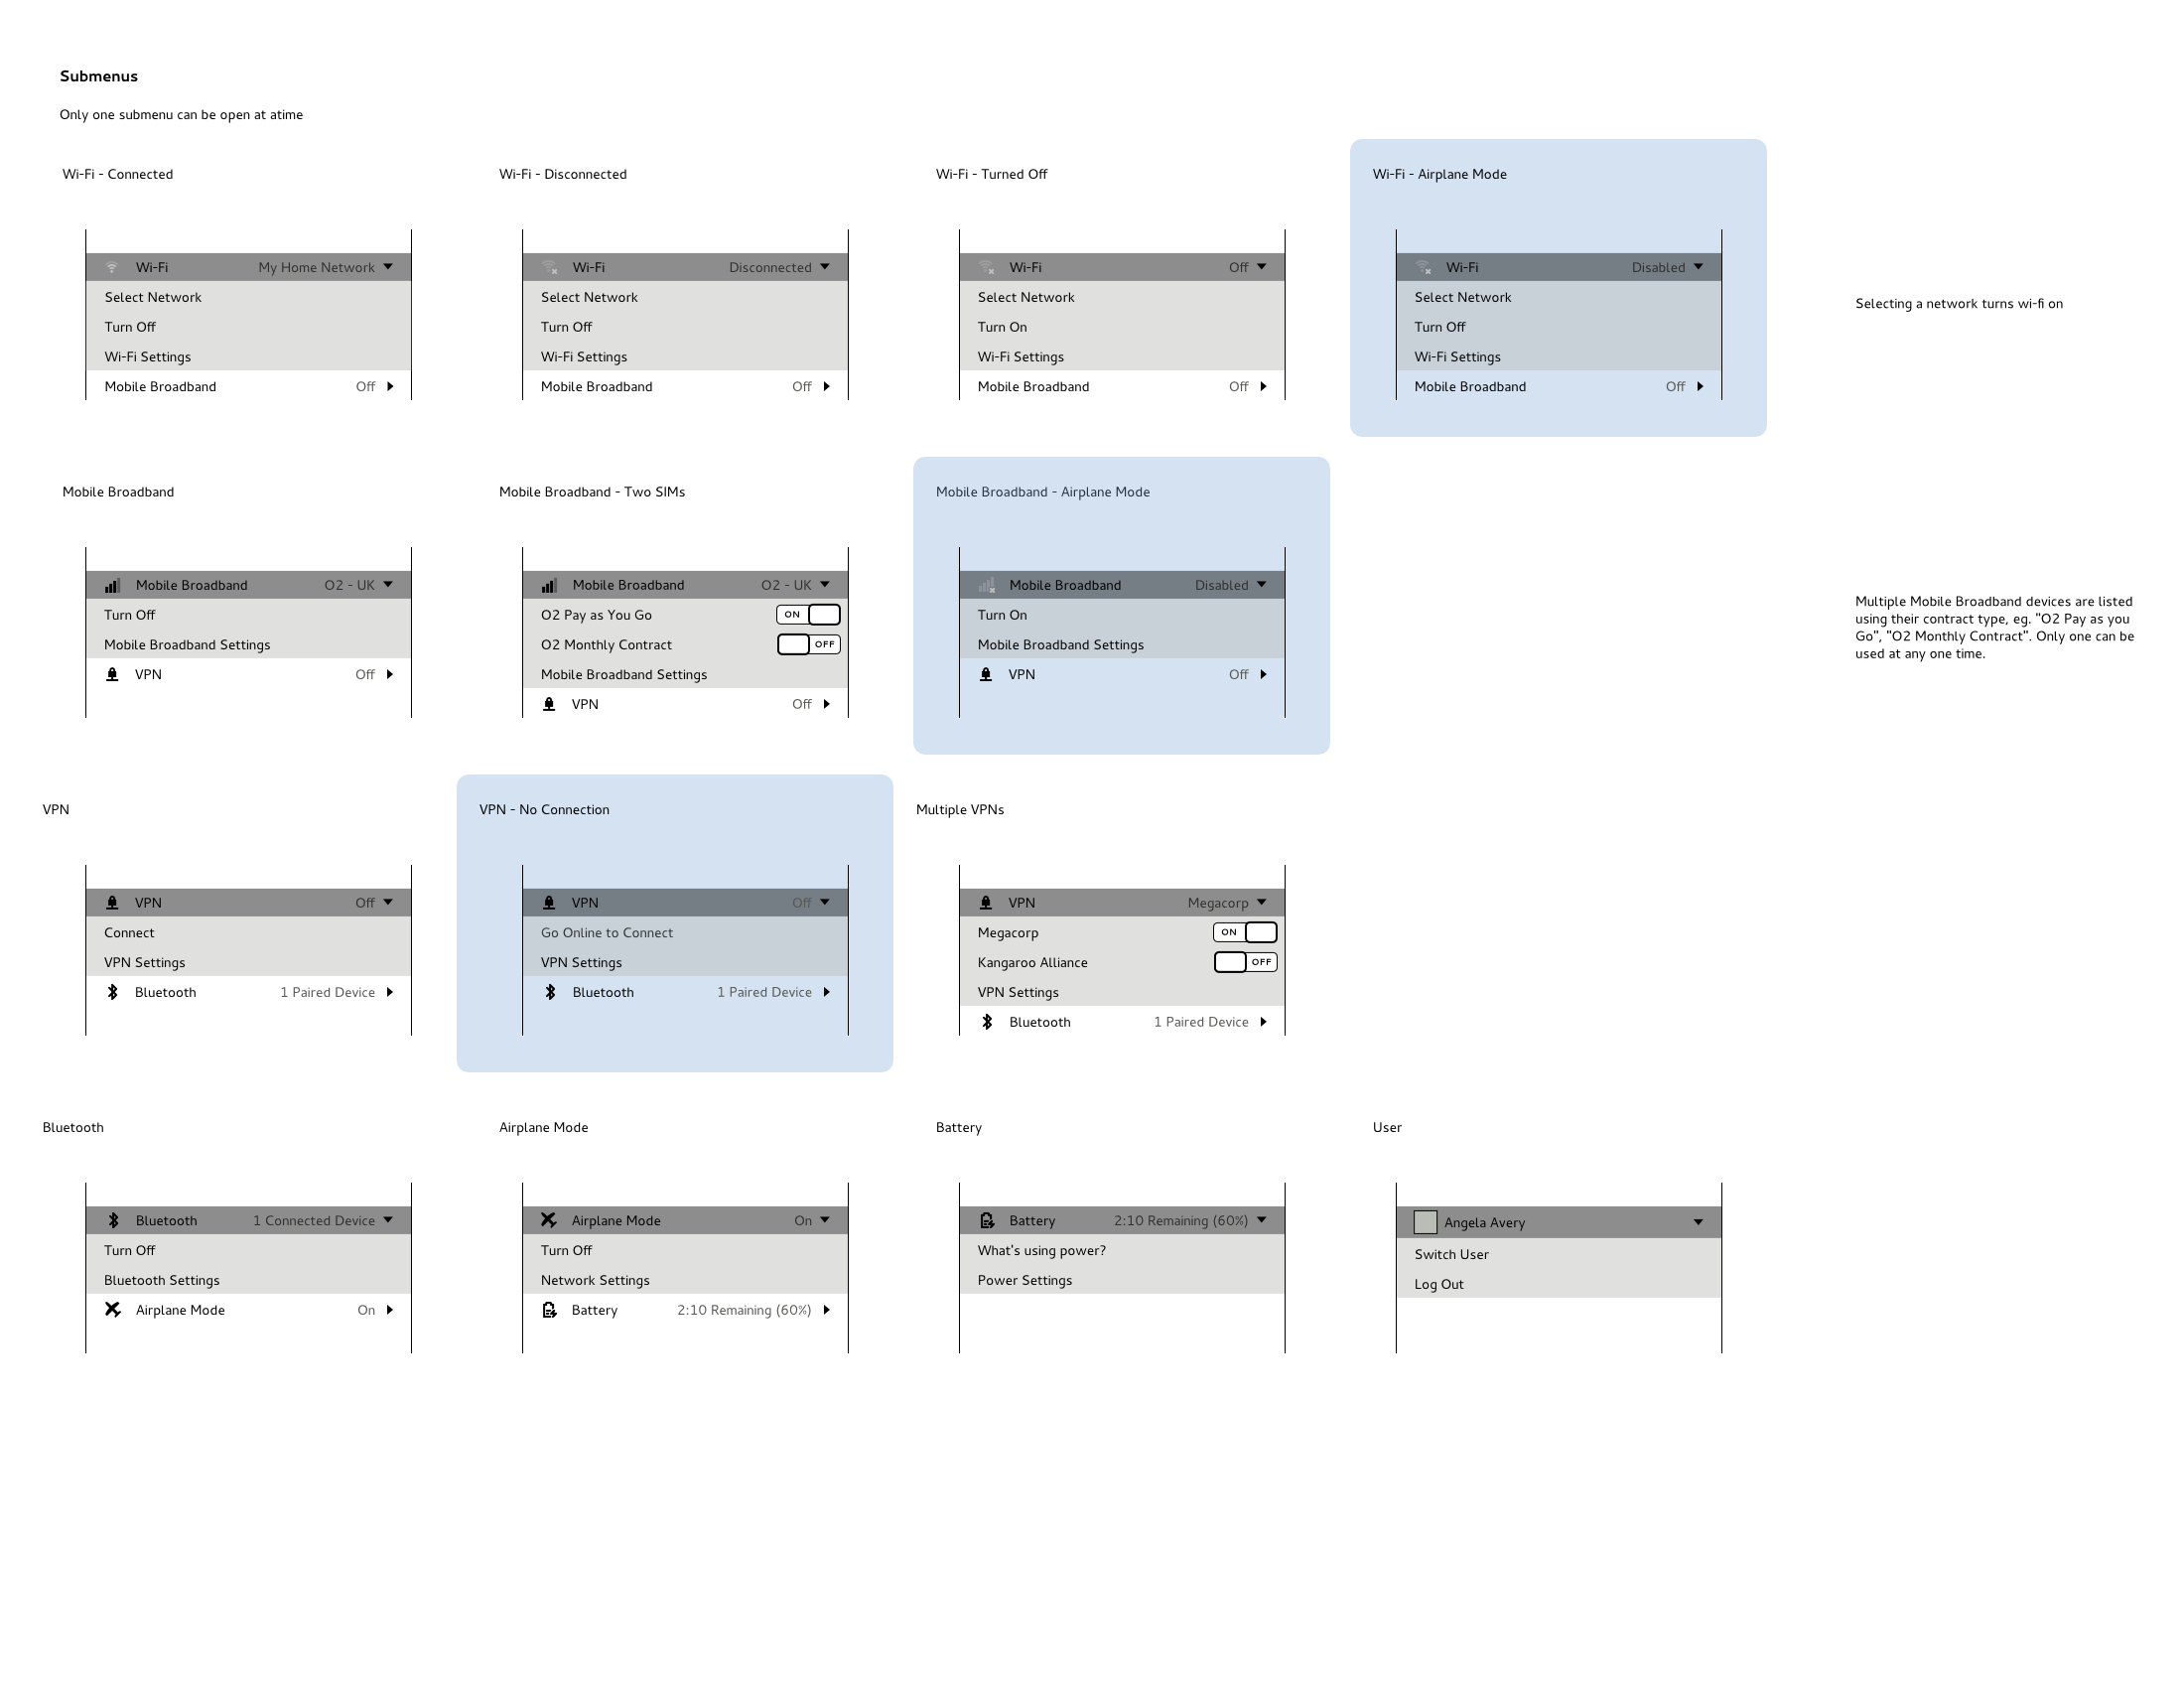 Submenus
Only one submenu can be open at atime
Wi-Fi - Connected
Wi-Fi My Home Network
Select Network
Turn Off
Wi-Fi Settings
Mobile Broadband Off
Wi-Fi - Disconnected
Wi-Fi Disconnected
Select Network
Turn Off
Wi-Fi Settings
Mobile Broadband Off
Wi-Fi - Turned Off
Wi-Fi Off
Select Network
Turn On
Wi-Fi Settings
Mobile Broadband Off
Wi-Fi - Airplane Mode
Wi-Fi Disabled
Select Network
Turn Off
Wi-Fi Settings
Mobile Broadband Off
Selecting a network turns wi-fi on
Mobile Broadband
Mobile Broadband O2 - UK
Turn Off
Mobile Broadband Settings
VPN Off
Mobile Broadband - Two SIMs
Mobile Broadband O2 - UK
O2 Pay as You Go ON
O2 Monthly Contract OFF
Mobile Broadband Settings
VPN Off
Mobile Broadband - Airplane Mode
Mobile Broadband Disabled
Turn On
Mobile Broadband Settings
VPN Off
Multiple Mobile Broadband devices are listed
using their contract type, eg. "O2 Pay as you
Go", "O2 Monthly Contract". Only one can be
used at any one time.
VPN
VPN Off
Connect
VPN Settings
Bluetooth 1 Paired Device
VPN - No Connection
VPN Off
Go Online to Connect
VPN Settings
Bluetooth 1 Paired Device
Multiple VPNs
VPN Megacorp
Megacorp ON
Kangaroo Alliance OFF
VPN Settings
Bluetooth 1 Paired Device
Bluetooth
Bluetooth 1 Connected Device
Turn Off
Bluetooth Settings
Airplane Mode On
Airplane Mode
Airplane Mode On
Turn Off
Network Settings
Battery 2:10 Remaining (60%)
Battery
Battery 2:10 Remaining (60%)
What's using power?
Power Settings
User
Angela Avery
Switch User
Log Out